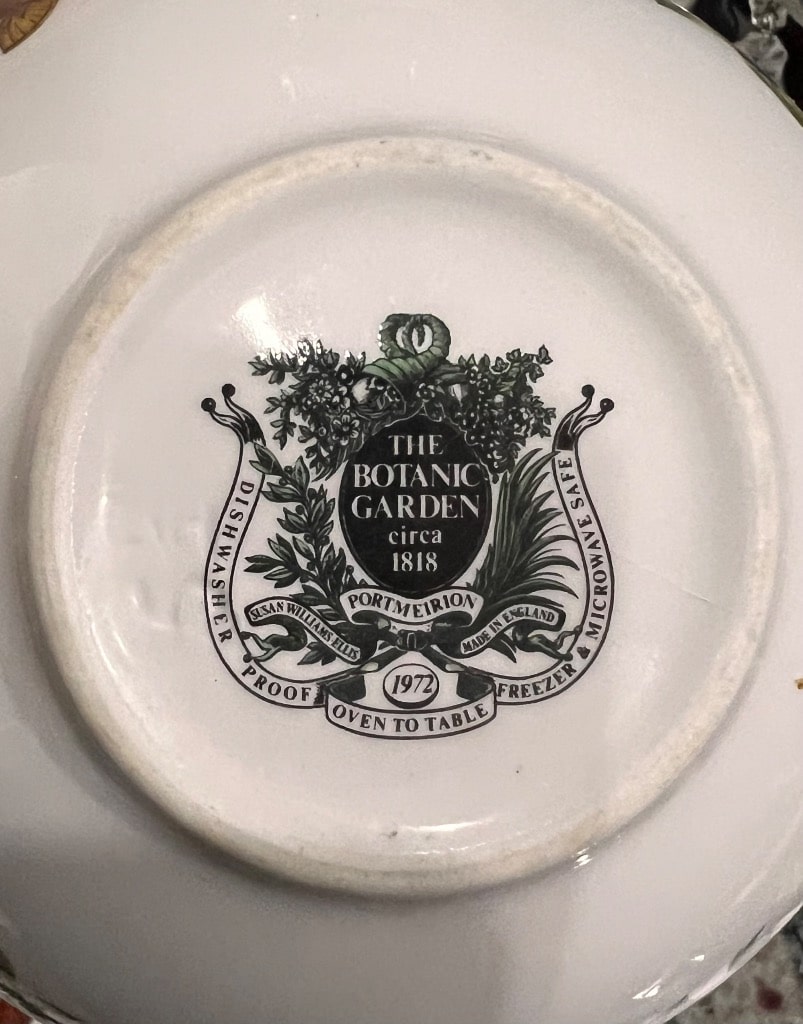 THE
BOTANIC
GARDEN
circa
1818
PORTMEIRION
SUSAN WILLIAMS ELLIS
MADE IN ENGLAND
1972
DISHWASHER PROOF
OVEN TO TABLE
FREEZER & MICROWAVE SAFE